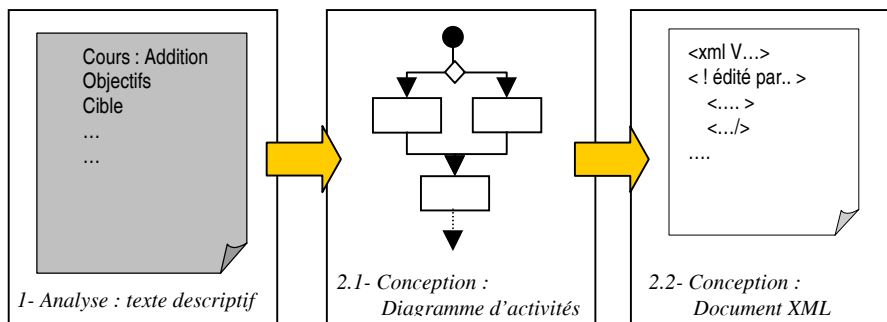 Cours : Addition
Objectifs
Cible
…
…
1- Analyse : texte descriptif
2.1- Conception :
Diagramme d'activités
<xml V…>
< ! édité par.. >
<.... >
<…/>
....
2.2- Conception :
Document XML